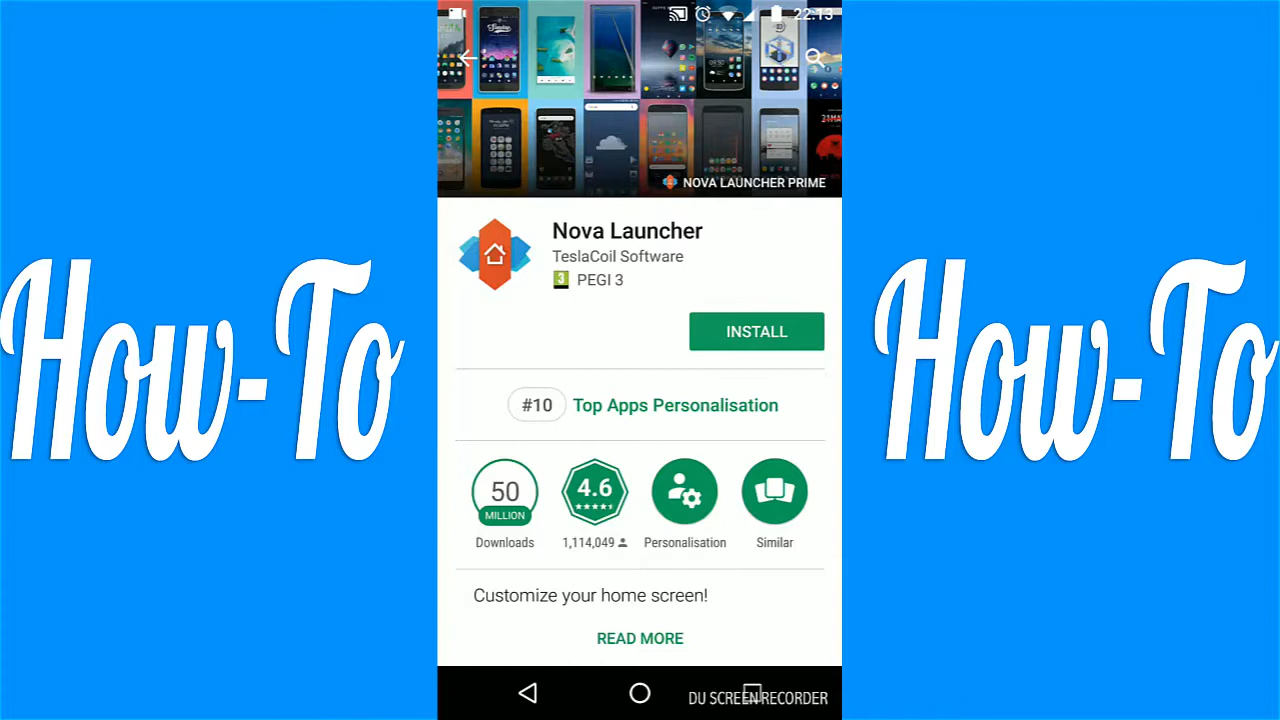 22:13
NOVA LAUNCHER PRIME
Nova Launcher
TeslaCoil Software
3 PEGI 3
INSTALL
#10 Top Apps Personalisation
50
MILLION
Downloads
4.6
1,114,049
Personalisation
Similar
Customize your home screen!
READ MORE
DU SCREEN RECORDER
How-To
How-To